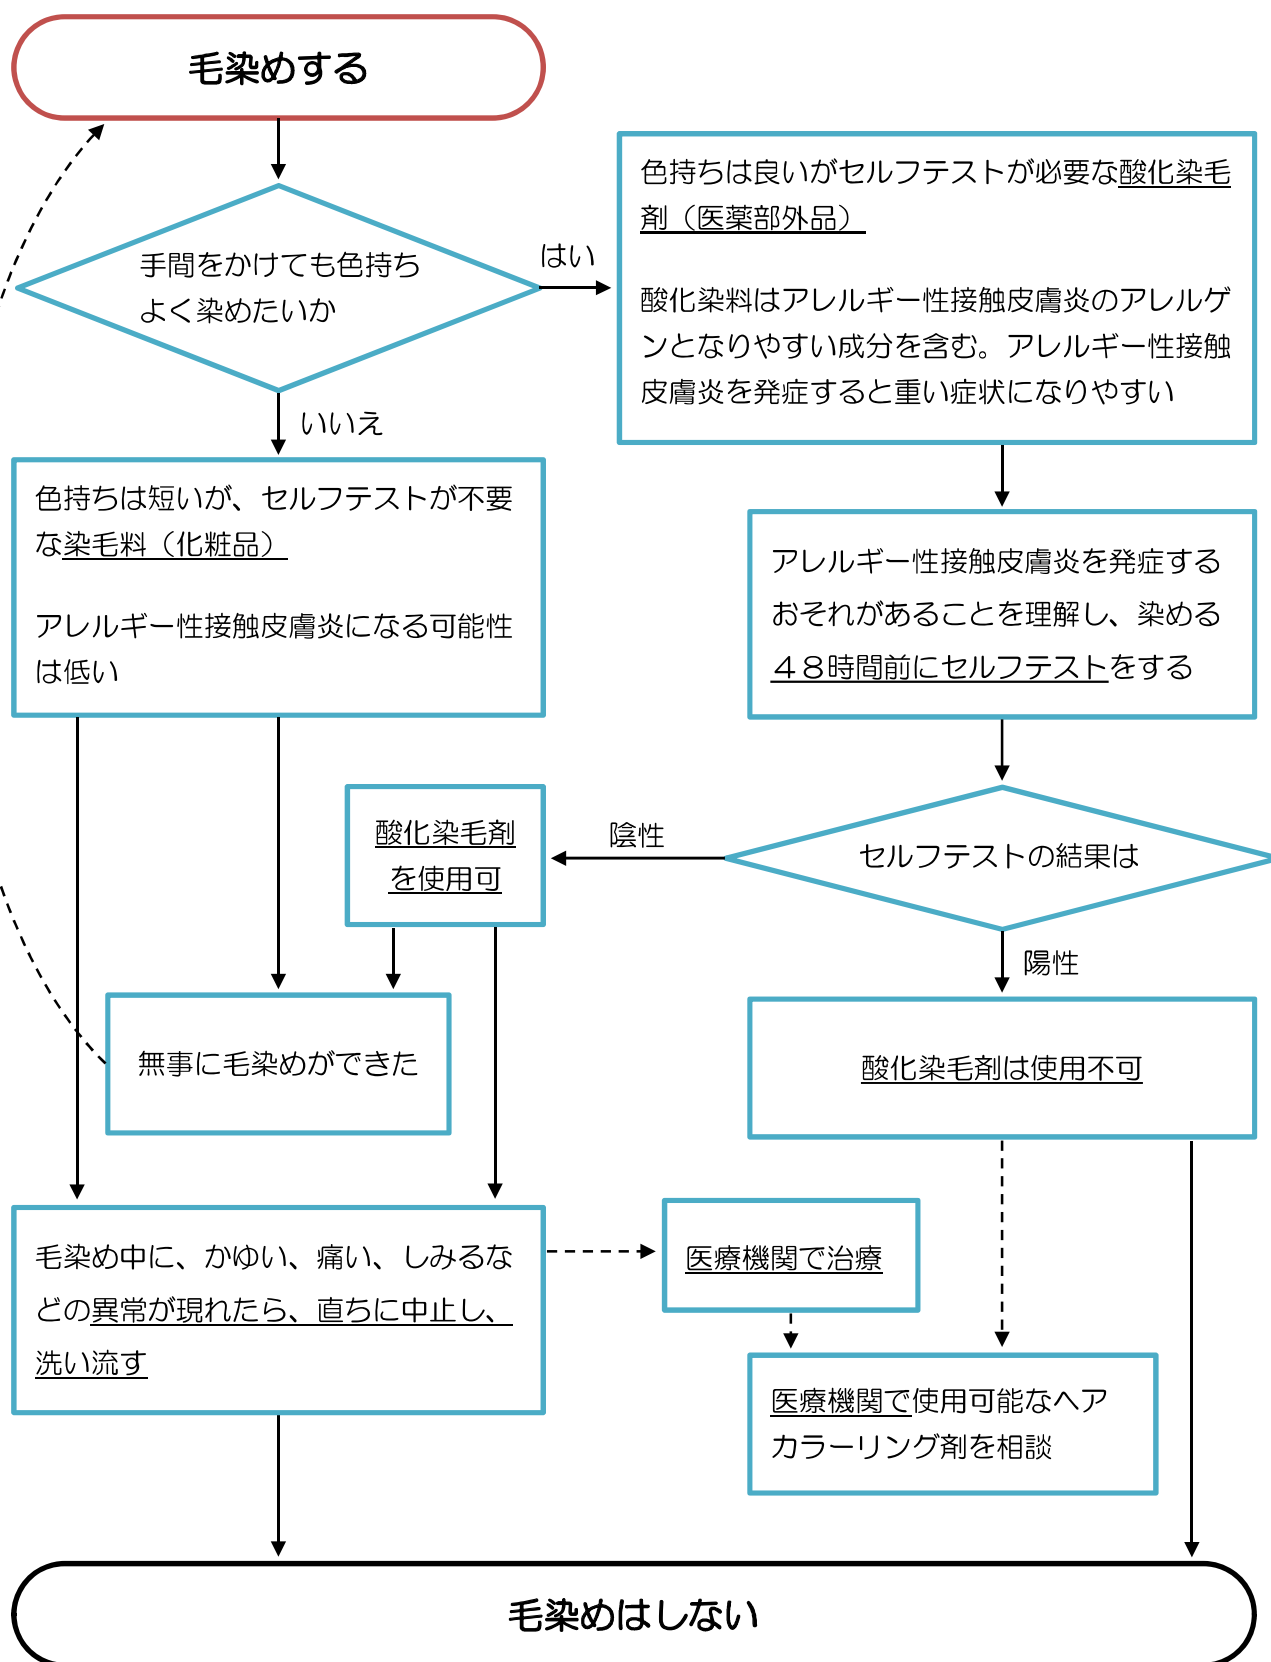 毛染めする
手間をかけても色持ち
よく染めたいか
はい
色持ちは良いがセルフテストが必要な酸化染毛
剤（医薬部外品）
酸化染料はアレルギー性接触皮膚炎のアレルゲ
ンとなりやすい成分を含む。アレルギー性接触
皮膚炎を発症すると重い症状になりやすい
いいえ
色持ちは短いが、セルフテストが不要
な染毛料（化粧品）
アレルギー性接触皮膚炎になる可能性
は低い
アレルギー性接触皮膚炎を発症する
おそれがあることを理解し、染める
４８時間前にセルフテストをする
酸化染毛剤
を使用可
陰性
セルフテストの結果は
陽性
無事に毛染めができた
酸化染毛剤は使用不可
毛染め中に、かゆい、痛い、しみるな
どの異常が現れたら、直ちに中止し、
洗い流す
医療機関で治療
医療機関で使用可能なヘア
カラーリング剤を相談
毛染めはしない